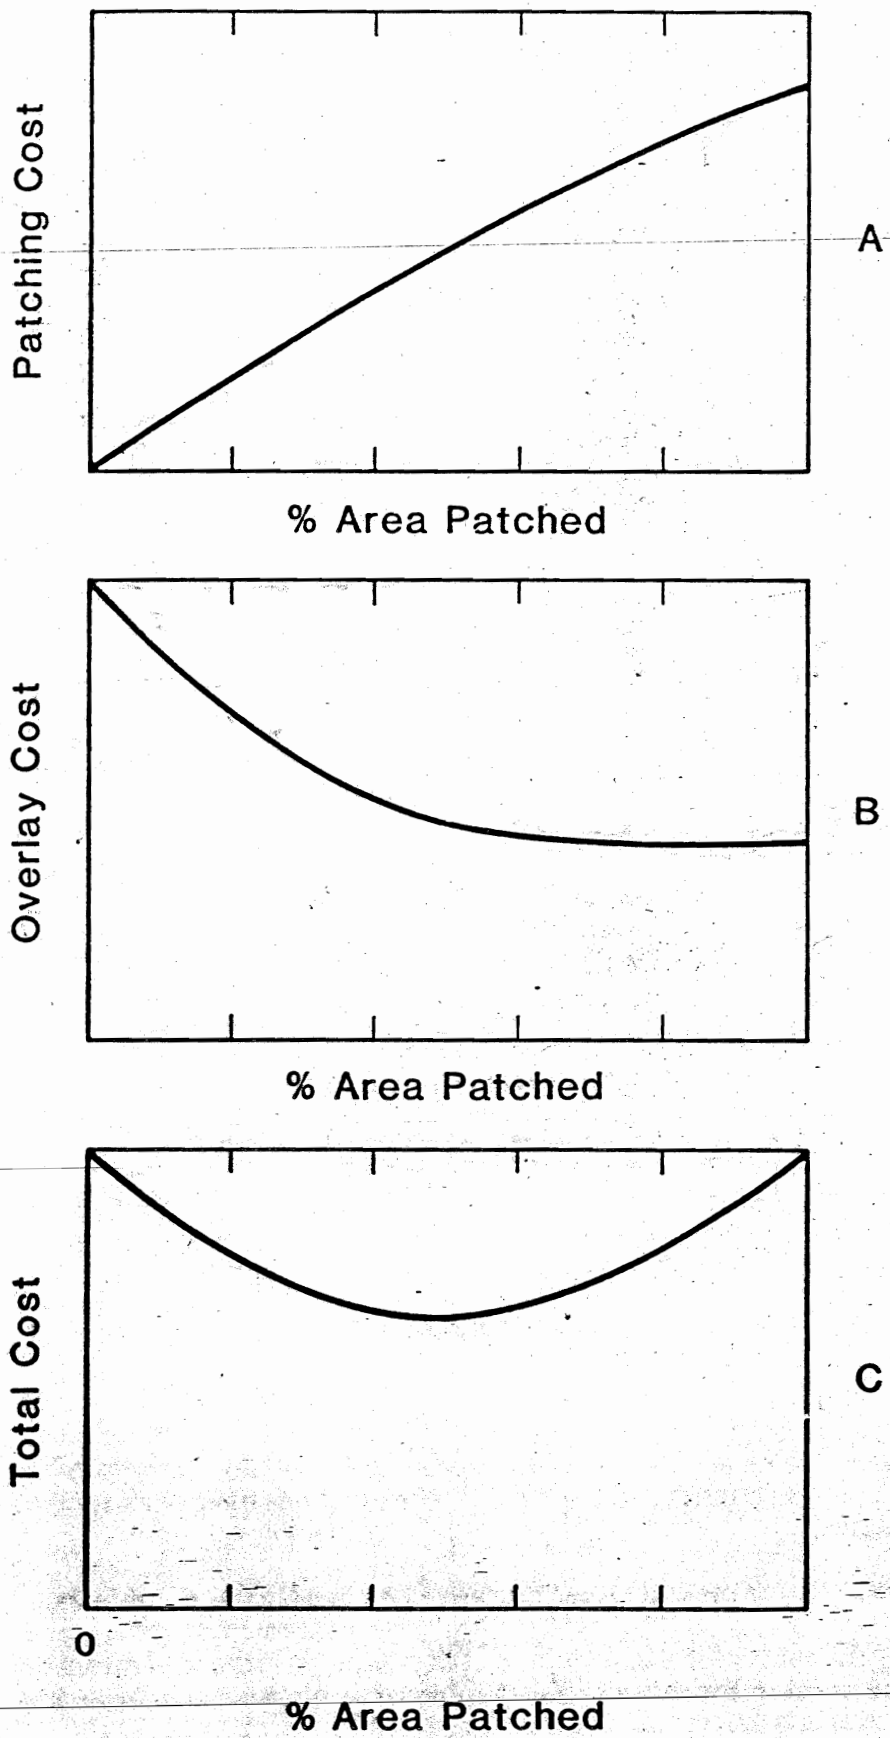 Patching Cost
A
% Area Patched
Overlay Cost
B
% Area Patched
Total Cost
C
0
% Area Patched